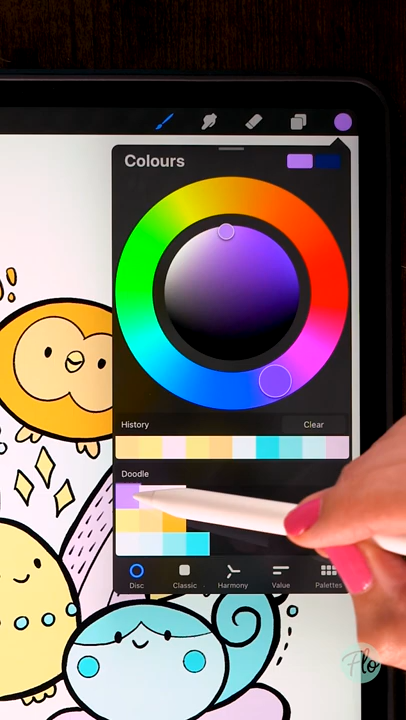 Colours
History
Clear
Doodle
Disc
Classic
Harmony
Value
Palettes
Flo